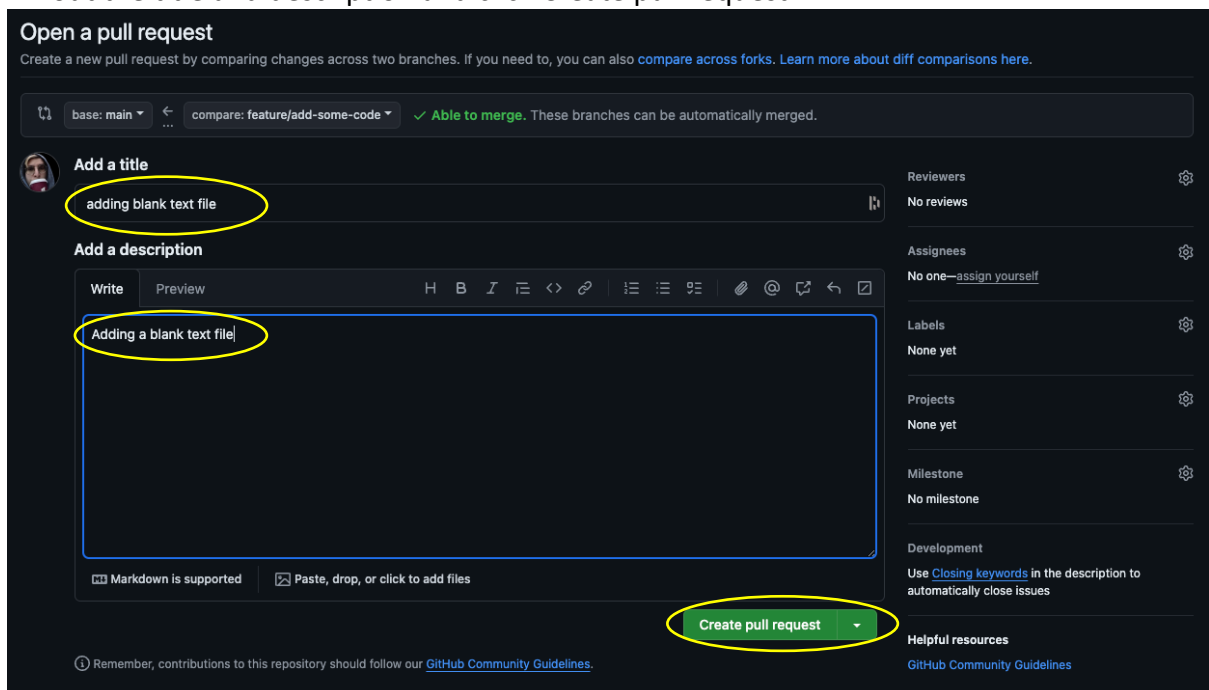 Open a pull request
Create a new pull request by comparing changes across two branches. If you need to, you can also compare across forks. Learn more about diff comparisons here.
base: main
compare: feature/add-some-code
Able to merge. These branches can be automatically merged.
Add a title
adding blank text file
Add a description
Write Preview
Adding a blank text file
Markdown is supported
Paste, drop, or click to add files
Create pull request
Remember, contributions to this repository should follow our GitHub Community Guidelines.
Reviewers
No reviews
Assignees
No one—assign yourself
Labels
None yet
Projects
None yet
Milestone
No milestone
Development
Use Closing keywords in the description to
automatically close issues
Helpful resources
GitHub Community Guidelines